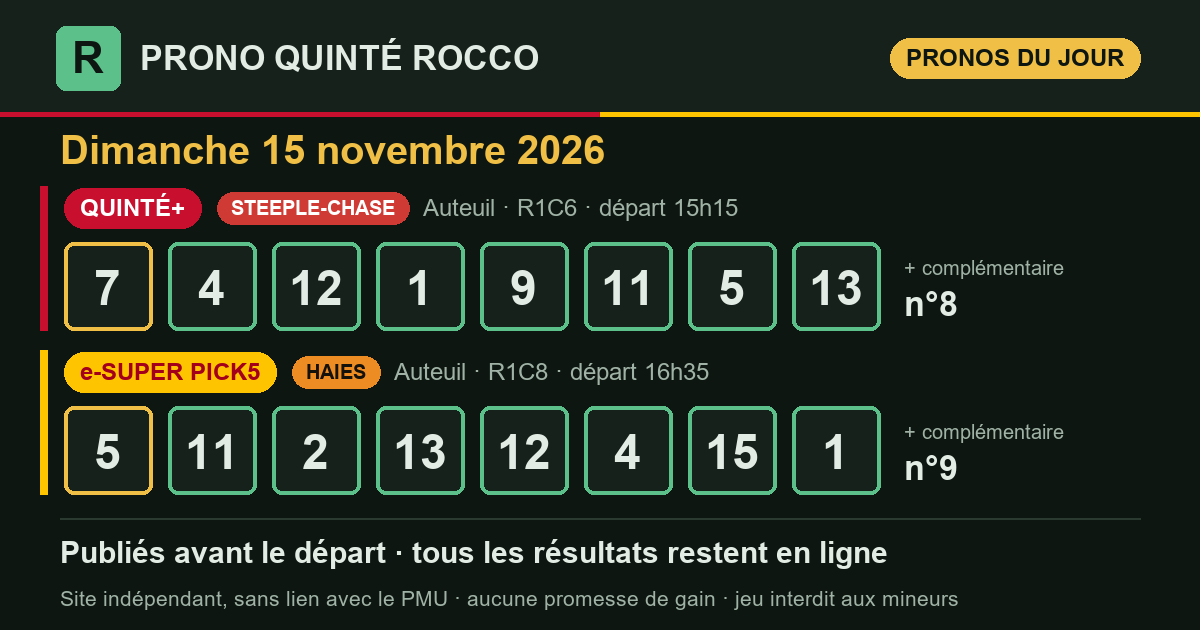 R PRONO QUINTÉ ROCCO PRONOS DU JOUR
Dimanche 15 novembre 2026
QUINTÉ+ STEEPLE-CHASE Auteuil · R1C6 · départ 15h15
7 4 12 1 9 11 5 13
+ complémentaire
n°8
e-SUPER PICK5 HAIES Auteuil · R1C8 · départ 16h35
5 11 2 13 12 4 15 1
+ complémentaire
n°9
Publiés avant le départ · tous les résultats restent en ligne
Site indépendant, sans lien avec le PMU · aucune promesse de gain · jeu interdit aux mineurs